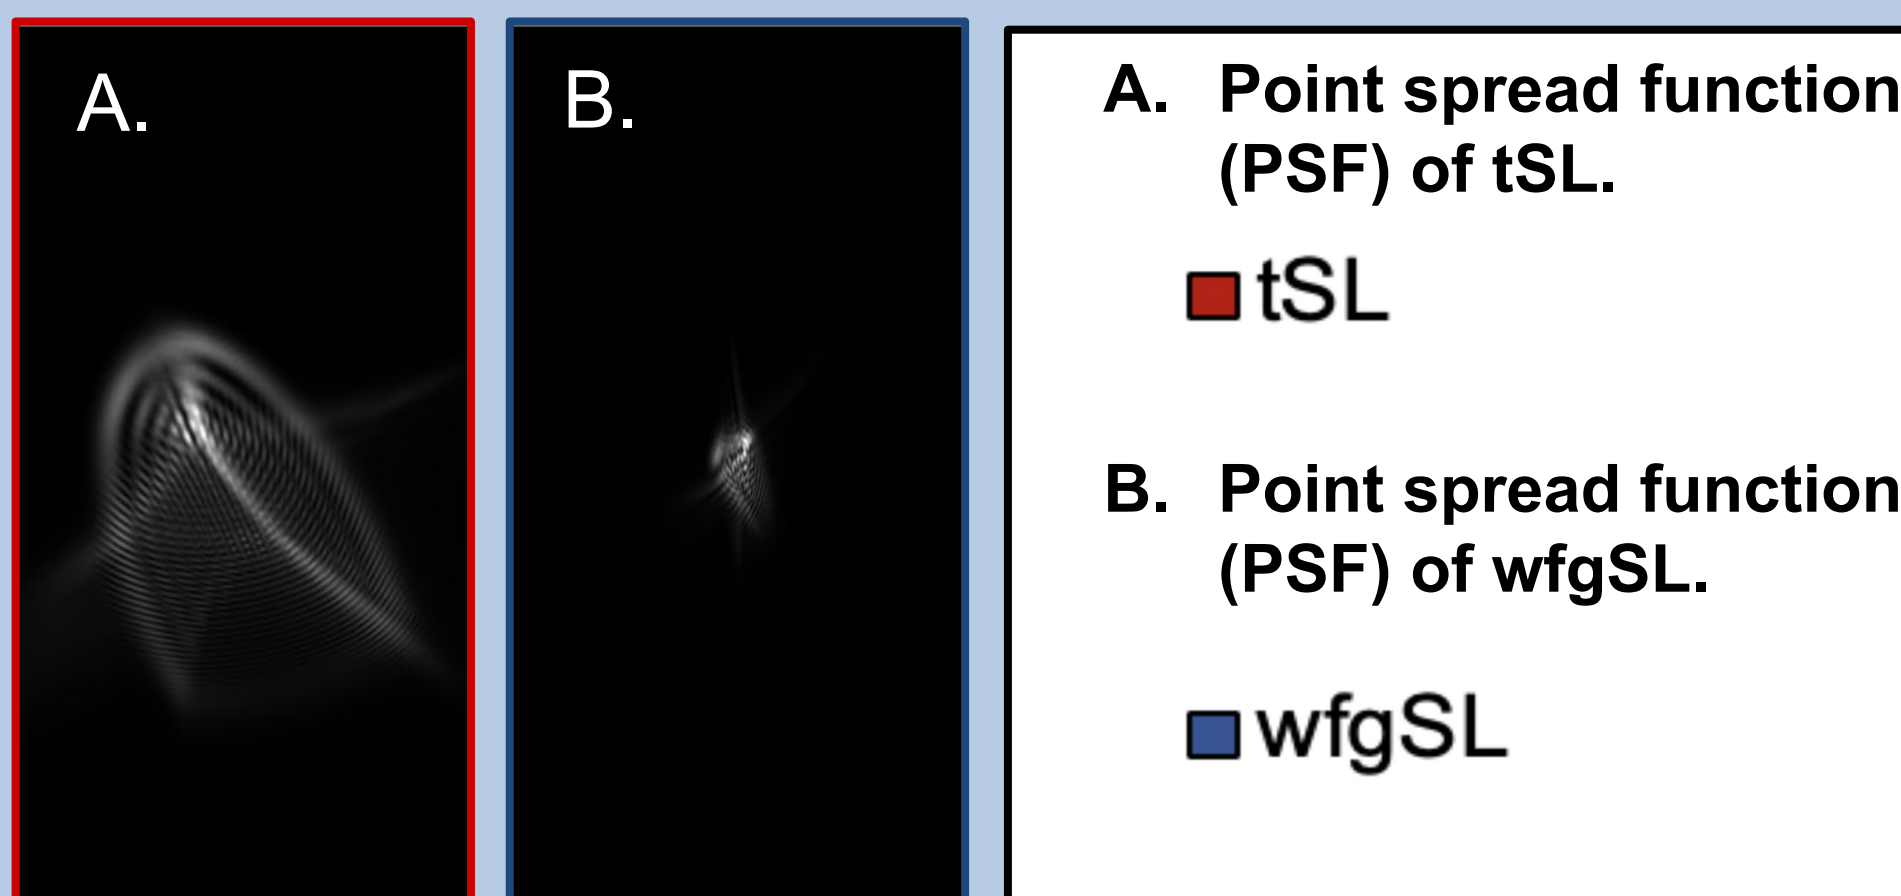 A.
B.
A. Point spread function
(PSF) of tSL.
tSL
B. Point spread function
(PSF) of wfgSL.
wfgSL